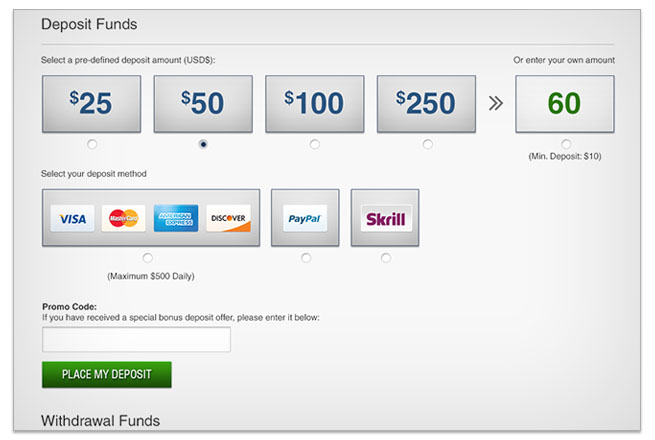 Deposit Funds
Select a pre-defined deposit amount (USD$):
Or enter your own amount
$25 $50 $100 $250 » 60
(Min. Deposit: $10)
Select your deposit method
VISA MasterCard AMERICAN EXPRESS DISCOVER PayPal Skrill
(Maximum $500 Daily)
Promo Code:
If you have received a special bonus deposit offer, please enter it below:
PLACE MY DEPOSIT
Withdrawal Funds